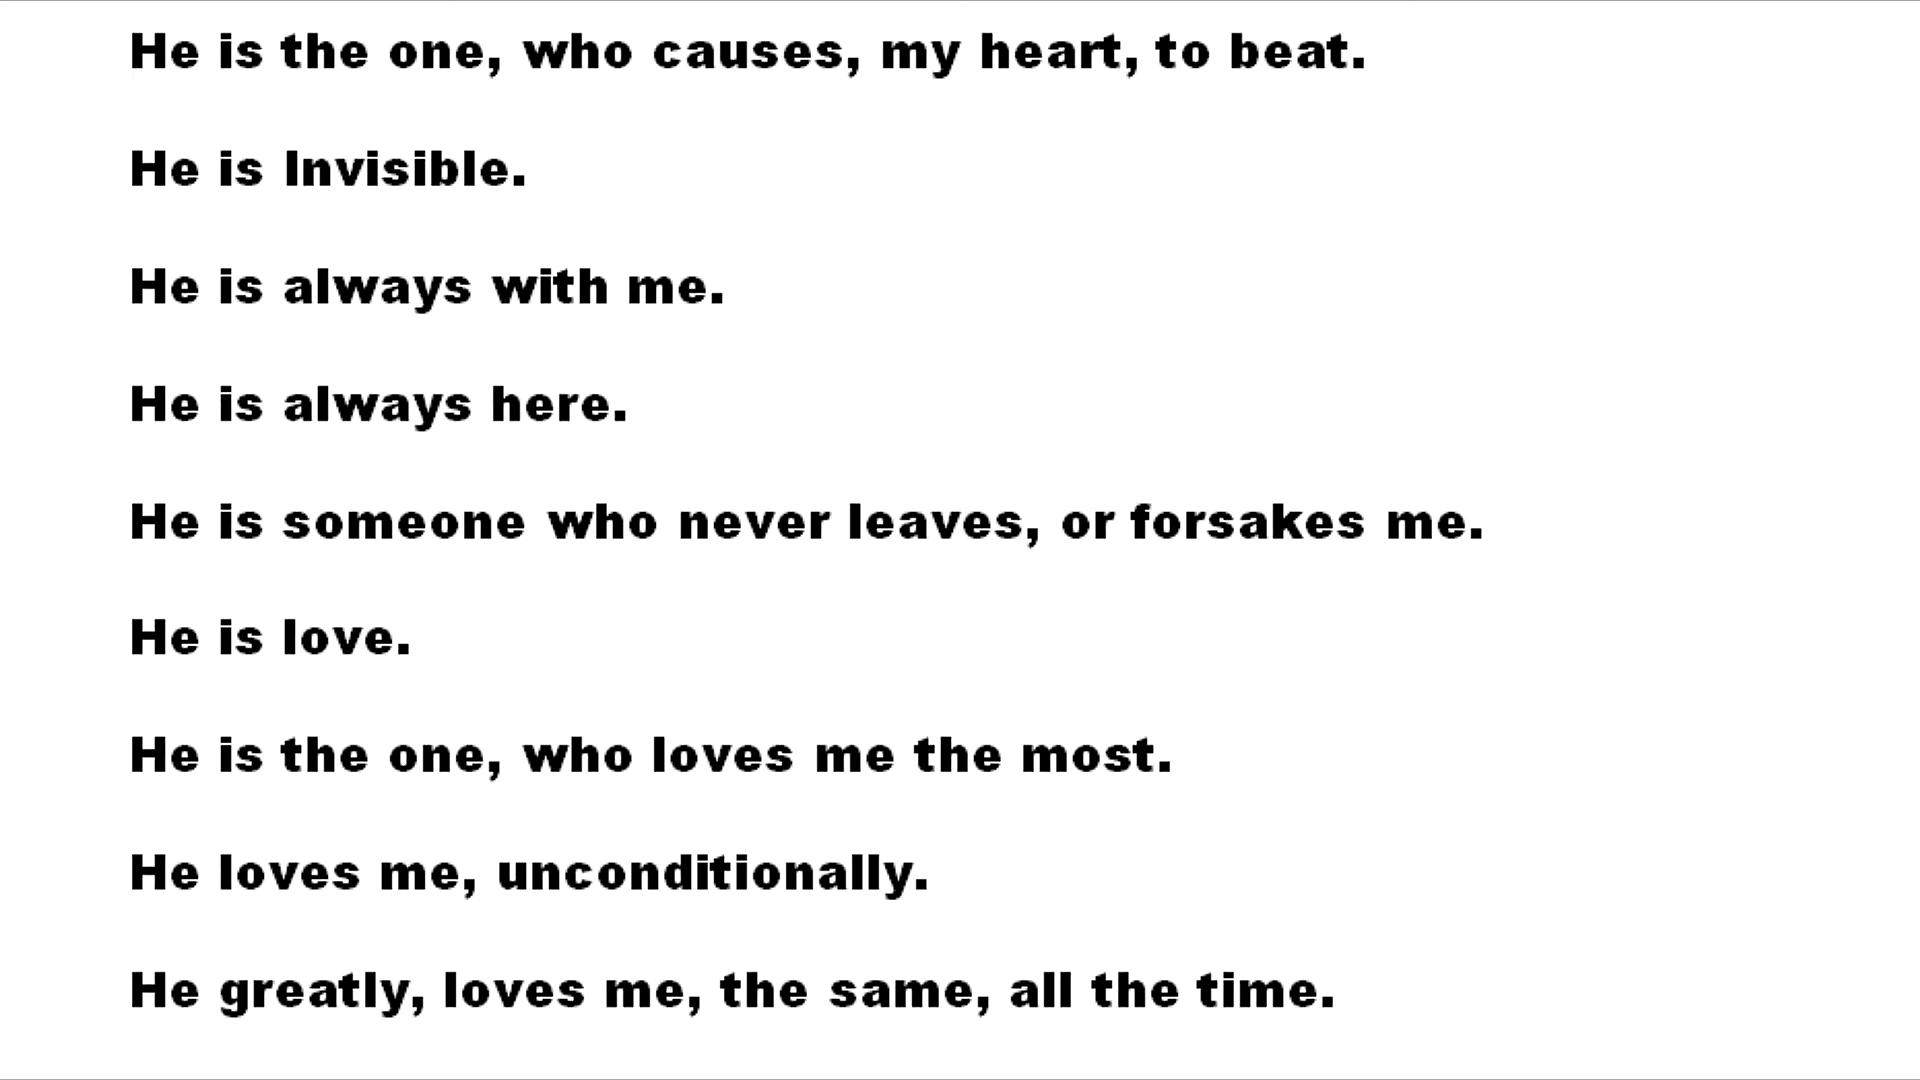 He is the one, who causes, my heart, to beat.
He is Invisible.
He is always with me.
He is always here.
He is someone who never leaves, or forsakes me.
He is love.
He is the one, who loves me the most.
He loves me, unconditionally.
He greatly, loves me, the same, all the time.